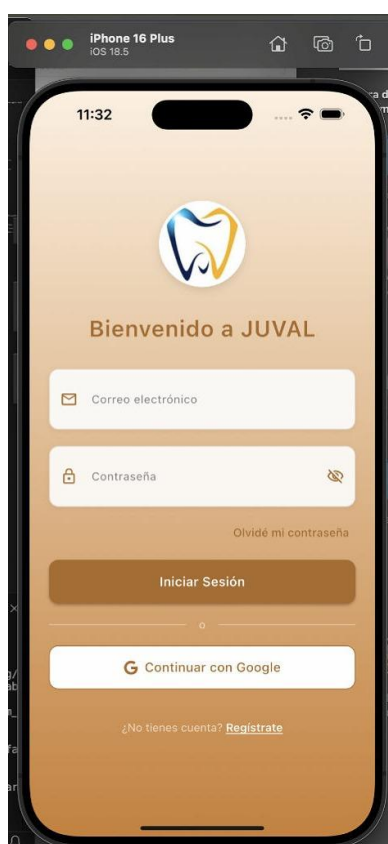 iPhone 16 Plus
iOS 18.5
11:32
Bienvenido a JUVAL
Correo electrónico
Contraseña
Olvidé mi contraseña
Iniciar Sesión
o
G Continuar con Google
¿No tienes cuenta? Regístrate